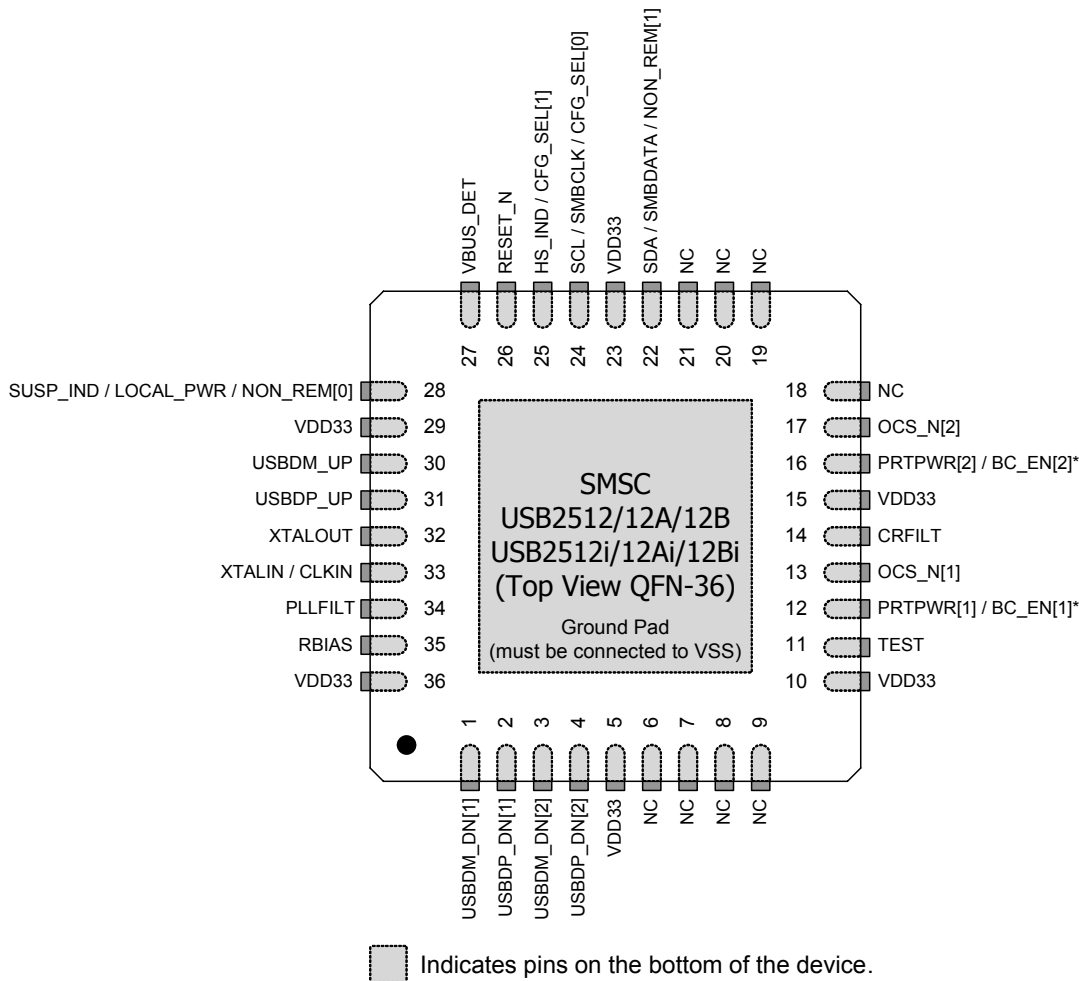 VBUS_DET
RESET_N
HS_IND / CFG_SEL[1]
SCL / SMBCLK / CFG_SEL[0]
VDD33
SDA / SMBDATA / NON_REM[1]
NC
NC
NC
27
26
25
24
23
22
21
20
19
SUSP_IND / LOCAL_PWR / NON_REM[0] 28
VDD33 29
USBDM_UP 30
USBDP_UP 31
XTALOUT 32
XTALIN / CLKIN 33
PLLFILT 34
RBIAS 35
VDD33 36
SMSC
USB2512/12A/12B
USB2512i/12Ai/12Bi
(Top View QFN-36)
Ground Pad
(must be connected to VSS)
18 NC
17 OCS_N[2]
16 PRTPWR[2] / BC_EN[2]*
15 VDD33
14 CRFILT
13 OCS_N[1]
12 PRTPWR[1] / BC_EN[1]*
11 TEST
10 VDD33
1
2
3
4
5
6
7
8
9
USBDM_DN[1]
USBDP_DN[1]
USBDM_DN[2]
USBDP_DN[2]
VDD33
NC
NC
NC
NC
Indicates pins on the bottom of the device.